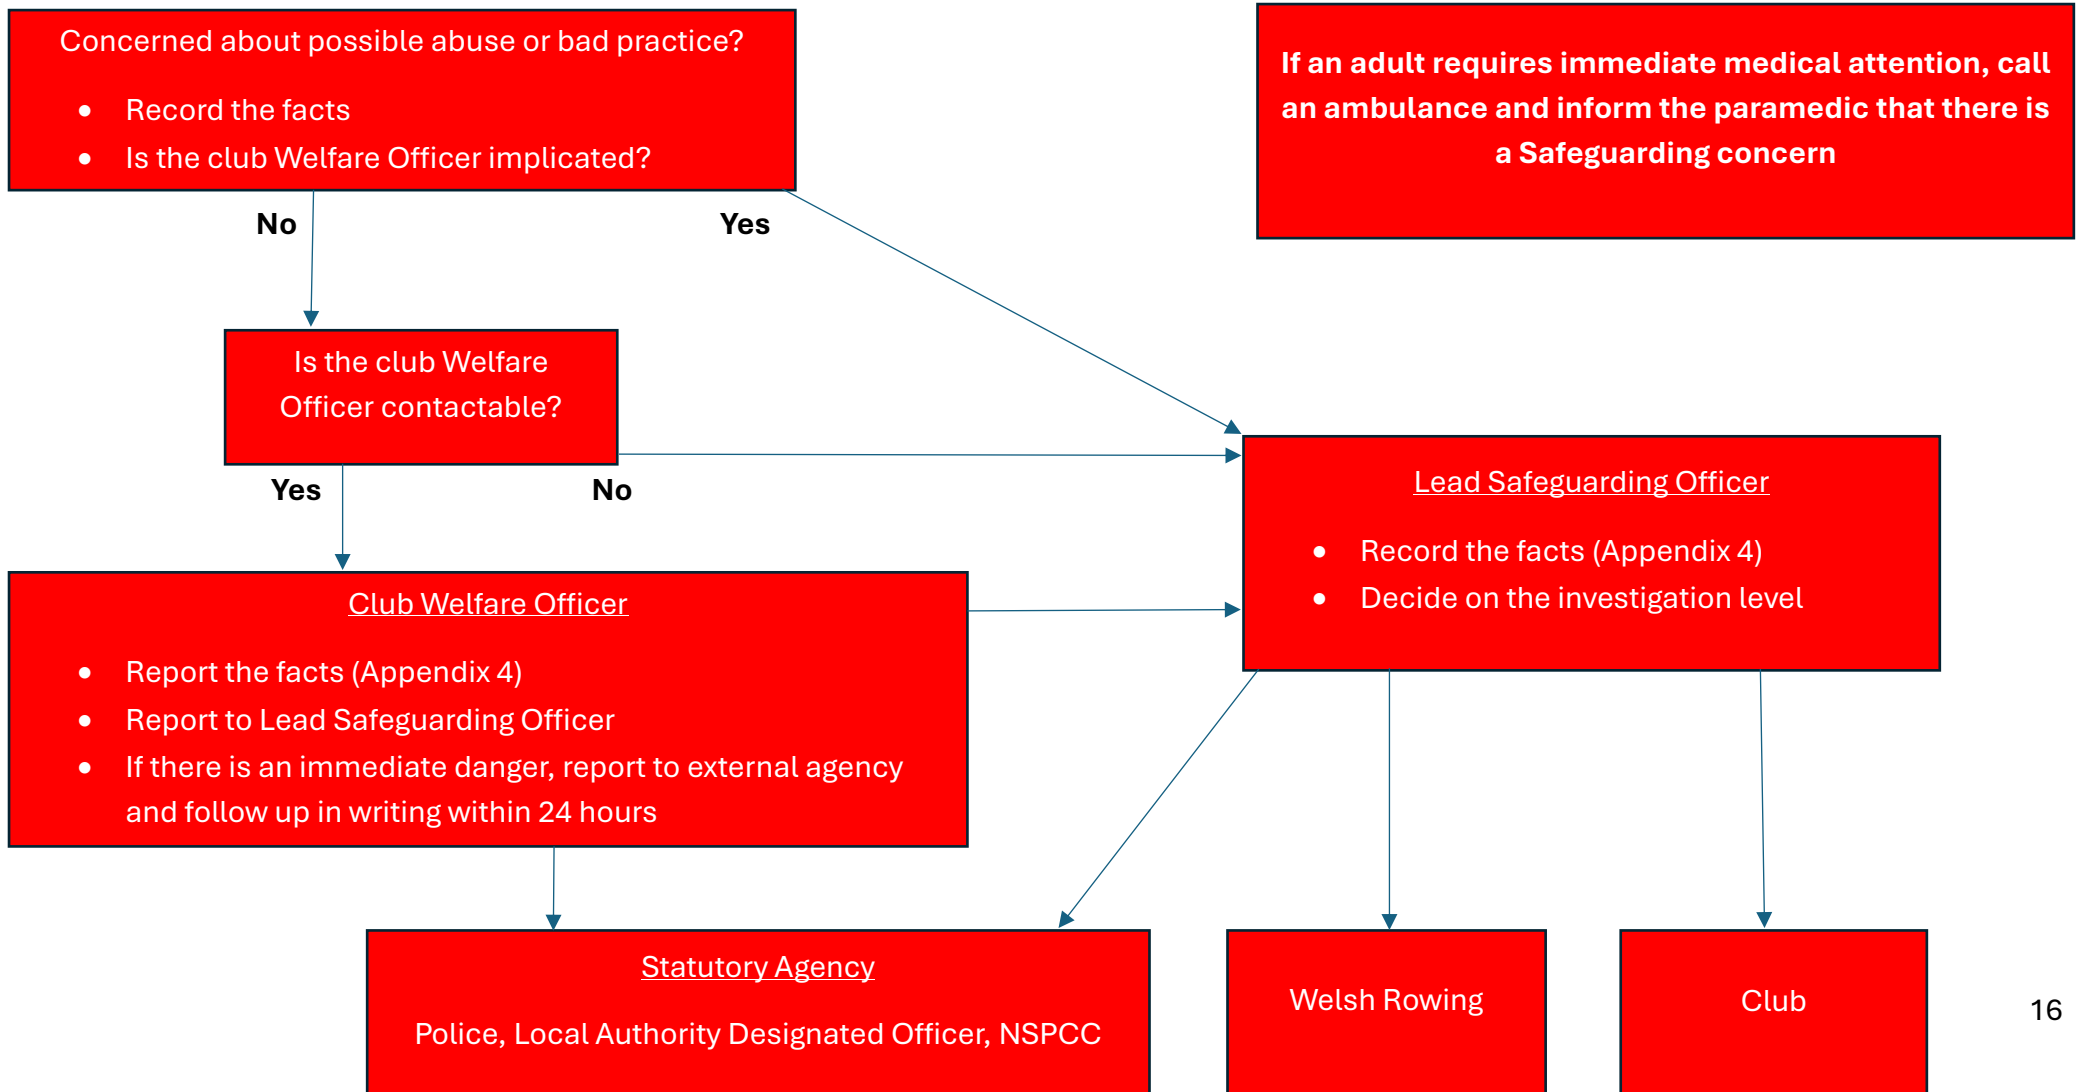 Concerned about possible abuse or bad practice?
• Record the facts
• Is the club Welfare Officer implicated?
If an adult requires immediate medical attention, call
an ambulance and inform the paramedic that there is
a Safeguarding concern
No
Yes
Is the club Welfare
Officer contactable?
Yes
No
Lead Safeguarding Officer
• Record the facts (Appendix 4)
• Decide on the investigation level
Club Welfare Officer
• Report the facts (Appendix 4)
• Report to Lead Safeguarding Officer
• If there is an immediate danger, report to external agency
and follow up in writing within 24 hours
Statutory Agency
Police, Local Authority Designated Officer, NSPCC
Welsh Rowing
Club
16